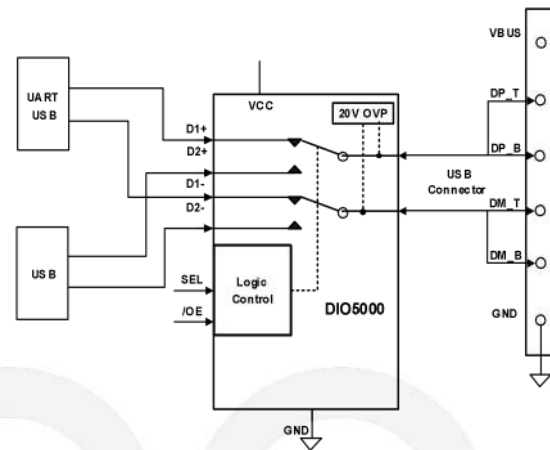 VBUS
UART
USB
VCC
20V OVP
DP_T
D1+
D2+
DP_B
USB
Connector
D1-
D2-
DM_T
USB
SEL
Logic
Control
DM_B
/OE
DIO5000
GND
GND